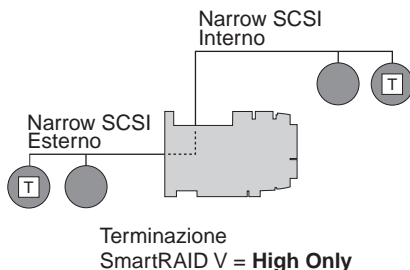 Narrow SCSI
Interno
T
Narrow SCSI
Esterno
T
Terminazione
SmartRAID V = High Only